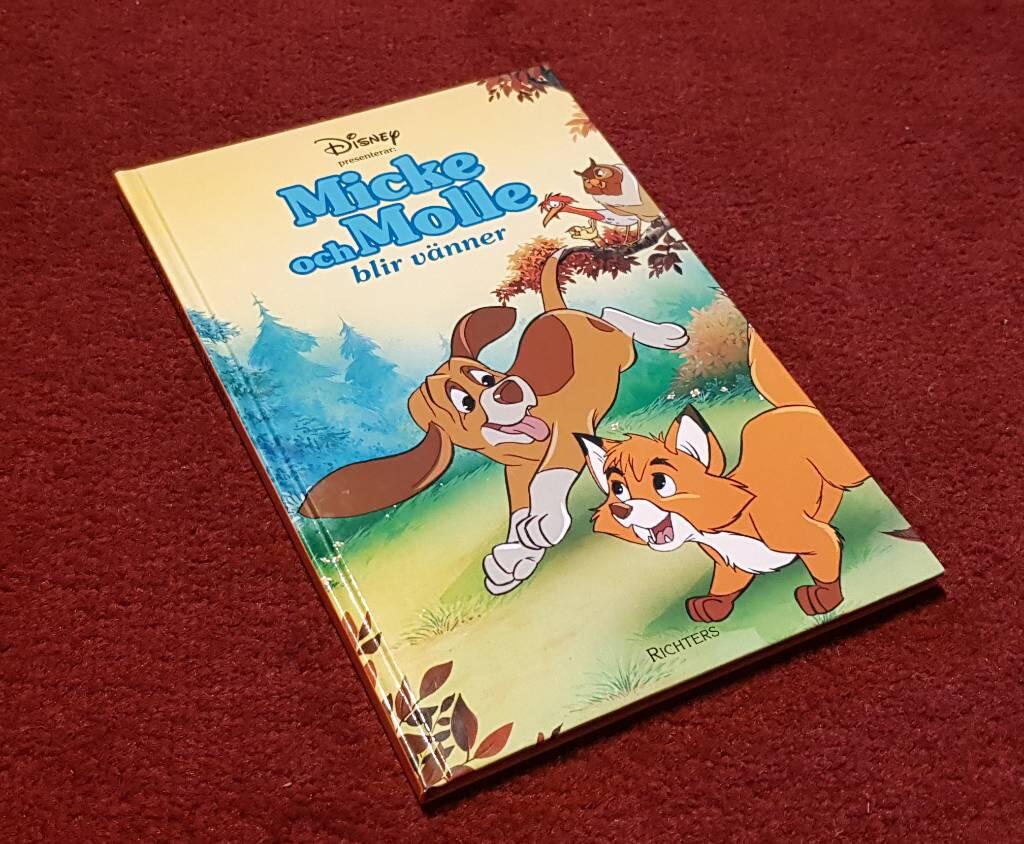 Disney
presenterar:
Micke
och Molle
blir vänner
RICHTERS